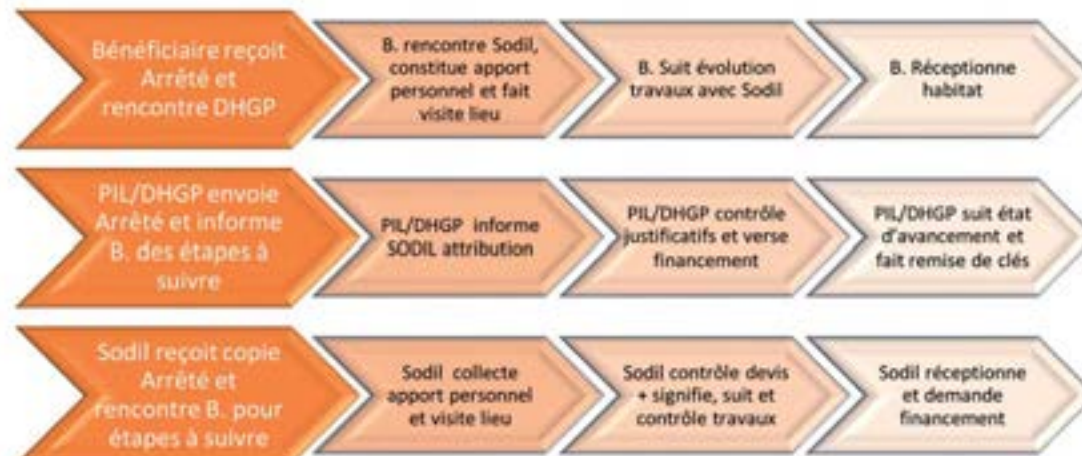 Bénéficiaire reçoit
Arrêté et
rencontre DHGP
B. rencontre Sodil,
constitue apport
personnel et fait
visite lieu
B. Suit évolution
travaux avec Sodil
B. Réceptionne
habitat
PIL/DHGP envoie
Arrêté et informe
B. des étapes à
suivre
PIL/DHGP informe
SODIL attribution
PIL/DHGP contrôle
justificatifs et verse
financement
PIL/DHGP suit état
d'avancement et
fait remise de clés
Sodil reçoit copie
Arrêté et
rencontre B. pour
étapes à suivre
Sodil collecte
apport personnel
et visite lieu
Sodil contrôle devis
+ signifie, suit et
contrôle travaux
Sodil réceptionne
et demande
financement